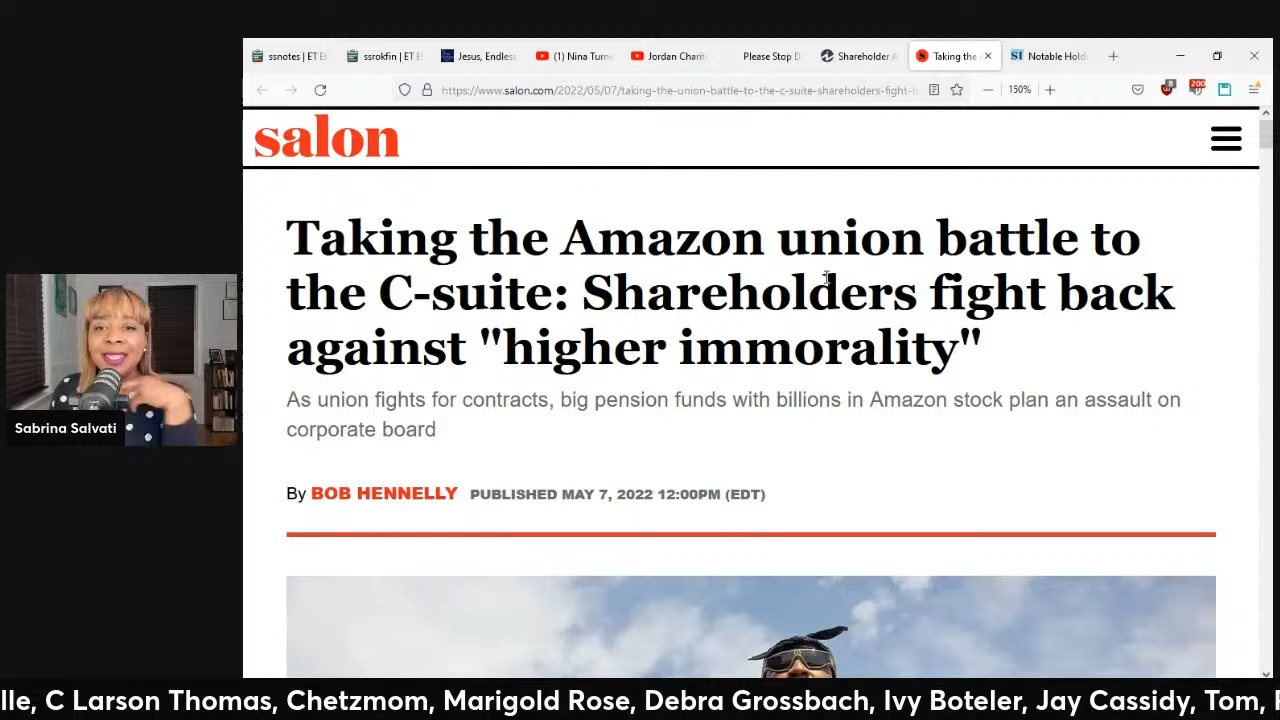 ssnotes | ET E
ssrokfin | ET E
Jesus, Endless
(1) Nina Turne
Jordan Charit
Please Stop D
Shareholder A
Taking the
Notable Hold
https://www.salon.com/2022/05/07/taking-the-union-battle-to-the-c-suite-shareholders-fight-
150%
8
200
salon
Taking the Amazon union battle to
the C-suite: Shareholders fight back
against "higher immorality"
As union fights for contracts, big pension funds with billions in Amazon stock plan an assault on
corporate board
By BOB HENNELLY PUBLISHED MAY 7, 2022 12:00PM (EDT)
Sabrina Salvati
lle, C Larson Thomas, Chetzmom, Marigold Rose, Debra Grossbach, Ivy Boteler, Jay Cassidy, Tom,